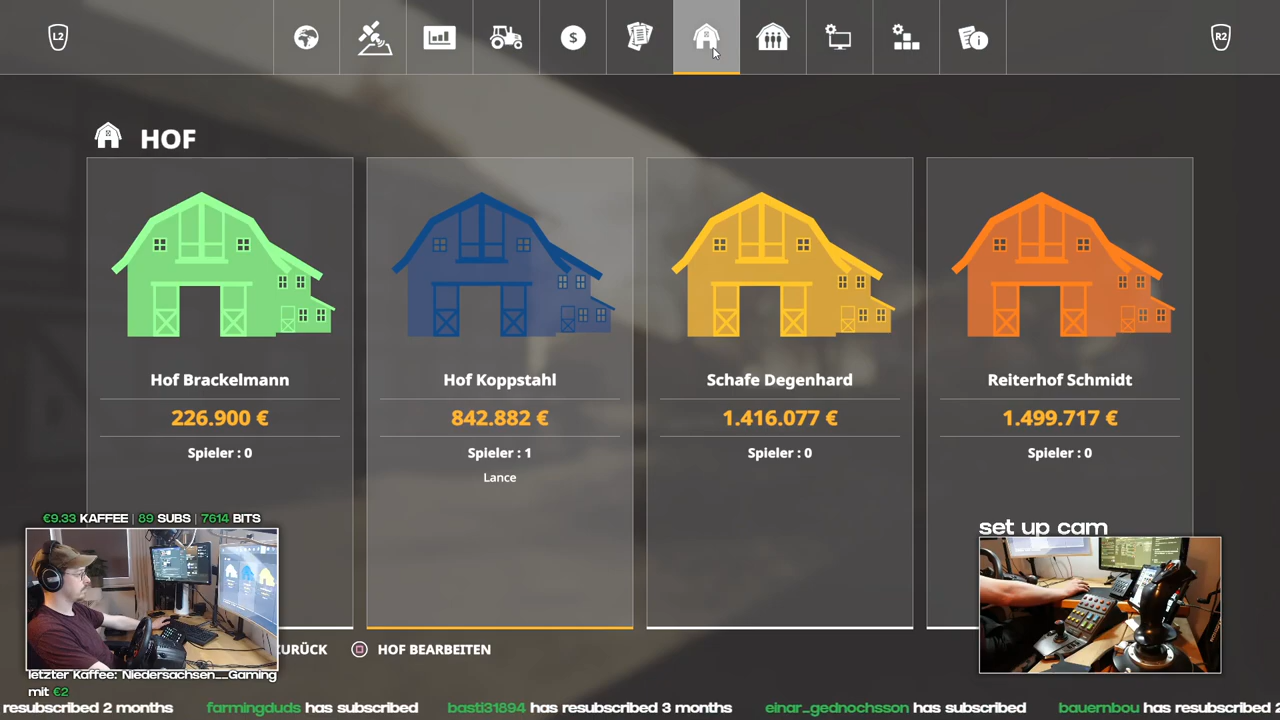 L2
$
R2
HOF
Hof Brackelmann
226.900 €
Spieler : 0
Hof Koppstahl
842.882 €
Spieler : 1
Lance
Schafe Degenhard
1.416.077 €
Spieler : 0
Reiterhof Schmidt
1.499.717 €
Spieler : 0
€9.33 KAFFEE | 89 SUBS | 7614 BITS
set up cam
ZURÜCK
HOF BEARBEITEN
letzter Kaffee: Niedersachsen__Gaming
mit €2
resubscribed 2 months farmingduds has subscribed basti31894 has resubscribed 3 months einar_gednochsson has subscribed bauernbou has resubscribed 2